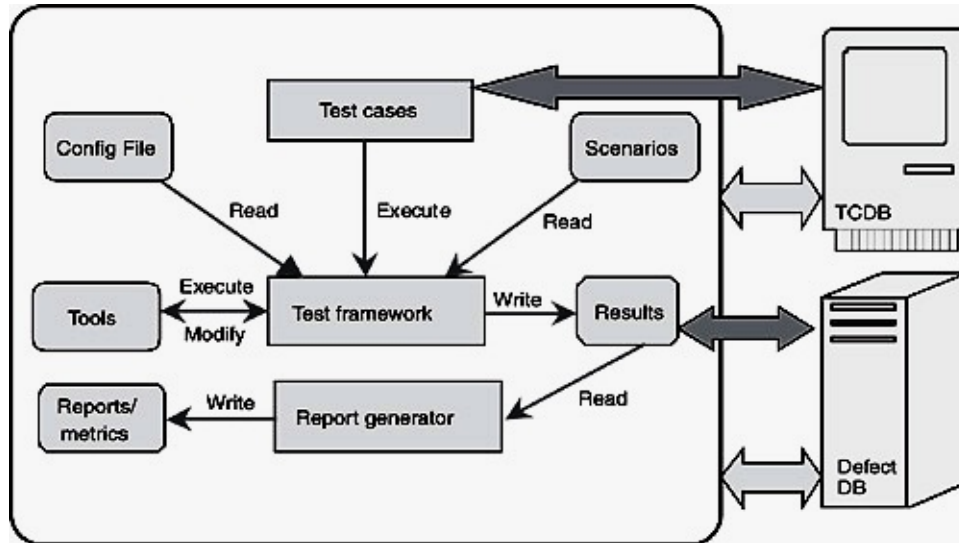 Test cases
Config File
Scenarios
Read
Execute
Read
TCDB
Execute
Tools
Modify
Test framework
Write
Results
Reports/
metrics
Write
Report generator
Read
Defect
DB